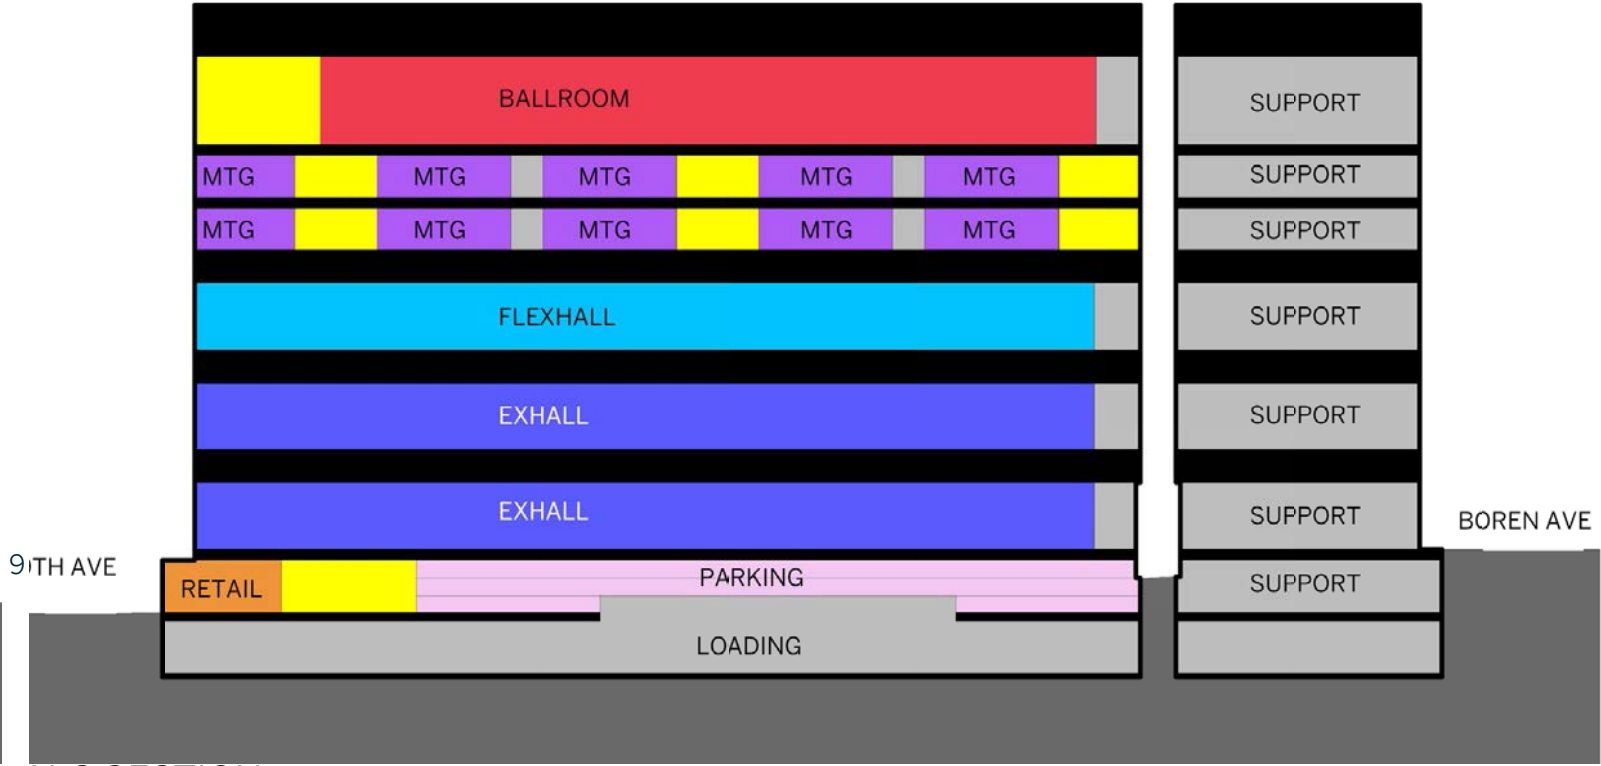 BALLROOM SUPPORT
MTG MTG MTG MTG MTG SUPPORT
MTG MTG MTG MTG MTG SUPPORT
FLEXHALL SUPPORT
EXHALL SUPPORT
EXHALL SUPPORT
BOREN AVE
9TH AVE
RETAIL PARKING SUPPORT
LOADING
SECTION